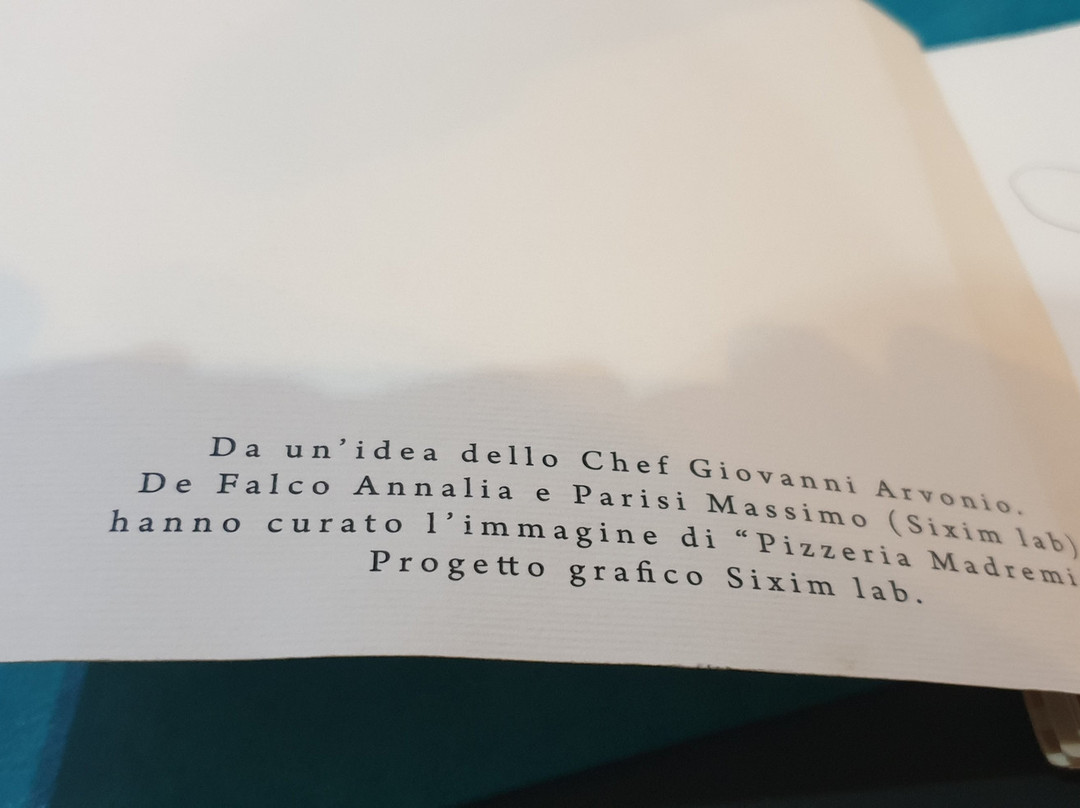 Da un’idea dello Chef Giovanni Arvonio.
De Falco Annalia e Parisi Massimo (Sixim lab)
hanno curato l’immagine di “Pizzeria Madremi
Progetto grafico Sixim lab.